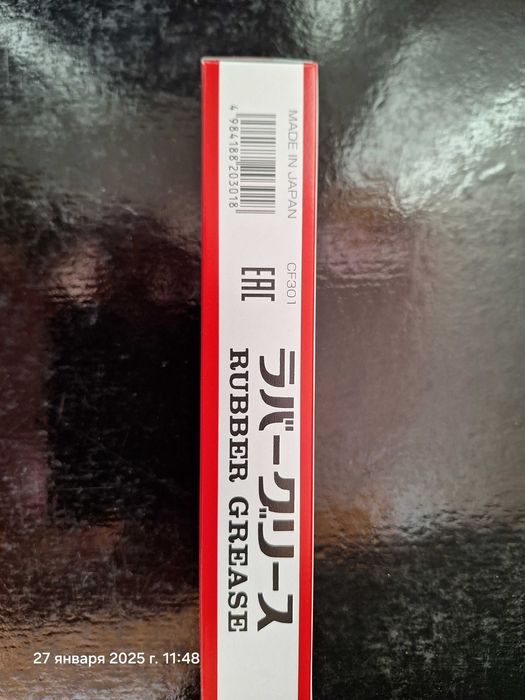 MADE IN JAPAN
4 984188 203018
CF301
EAC
ラバーグリース
RUBBER GREASE
27 января 2025 г. 11:48